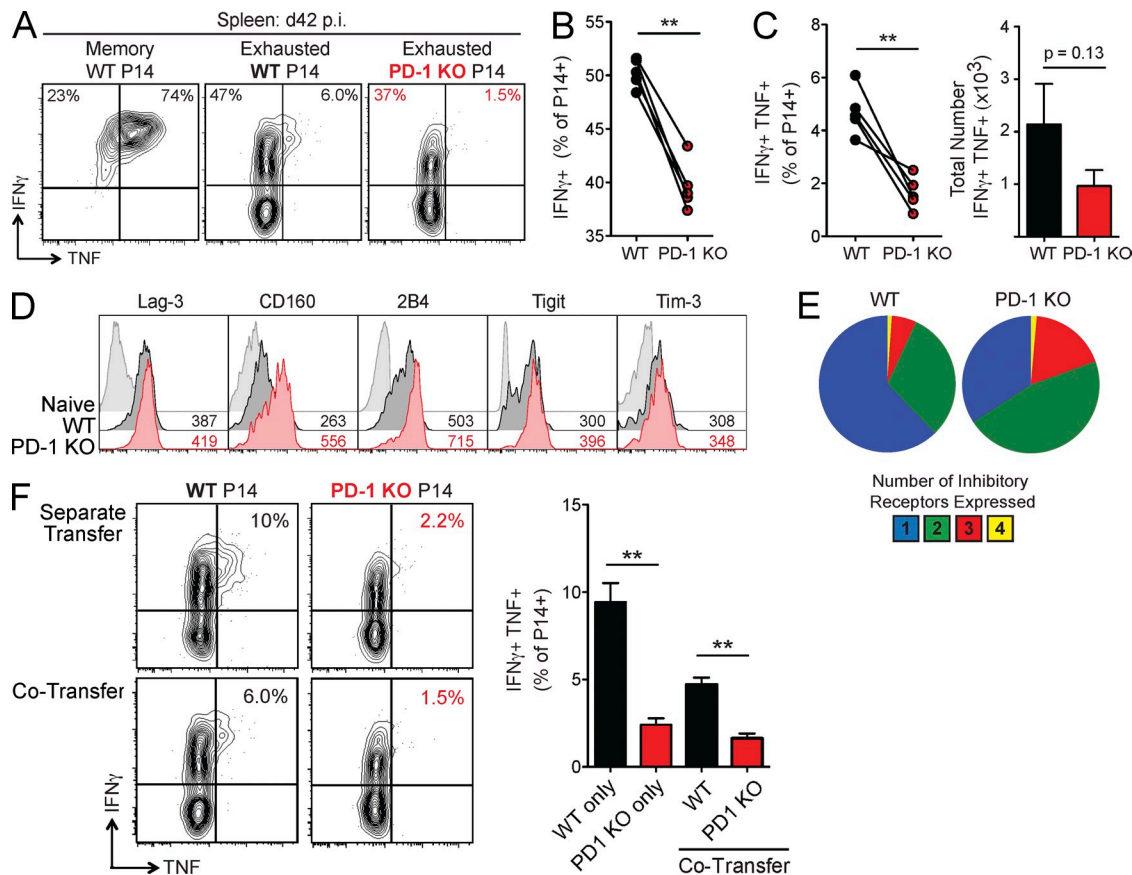 A
Spleen: d42 p.i.
Memory
WT P14
Exhausted
WT P14
Exhausted
PD-1 KO P14
23% 74%
47% 6.0%
37% 1.5%
IFNγ
TNF
B
**
IFNγ+ (% of P14+)
55
50
45
40
35
WT PD-1 KO
C
**
IFNγ+ TNF+
(% of P14+)
8
6
4
2
0
WT PD-1 KO
p = 0.13
Total Number
IFNγ+ TNF+ (x10³)
4
3
2
1
0
WT PD-1 KO
D
Lag-3 CD160 2B4 Tigit Tim-3
Naive
WT 387 263 503 300 308
PD-1 KO 419 556 715 396 348
E
WT PD-1 KO
Number of Inhibitory
Receptors Expressed
1 2 3 4
F
WT P14 PD-1 KO P14
Separate
Transfer
10% 2.2%
Co-Transfer
6.0% 1.5%
IFNγ
TNF
IFNγ+ TNF+
(% of P14+)
15
10
5
0
**
**
WT only
PD1 KO only
WT
PD1 KO
Co-Transfer